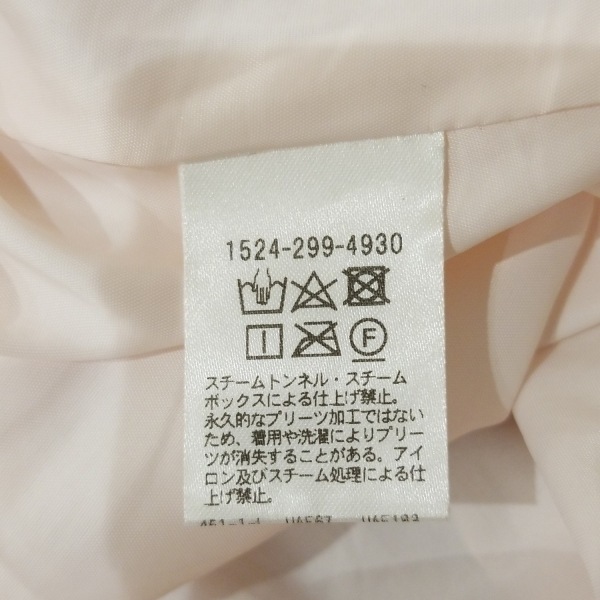 1524-299-4930
F
スチームトンネル・スチーム
ボックスによる仕上げ禁止。
永久的なプリーツ加工ではない
ため、着用や洗濯によりプリー
ツが消失することがある。アイ
ロン及びスチーム処理による仕
上げ禁止。